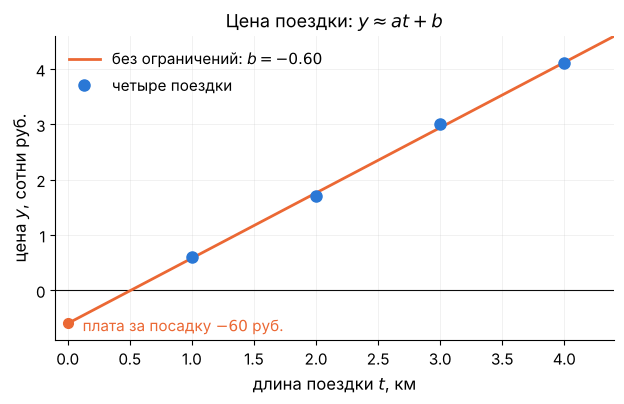 Цена поездки: y ≈ at + b
без ограничений: b = −0.60
четыре поездки
цена y, сотни руб.
4
3
2
1
0
плата за посадку −60 руб.
0.0 0.5 1.0 1.5 2.0 2.5 3.0 3.5 4.0
длина поездки t, км